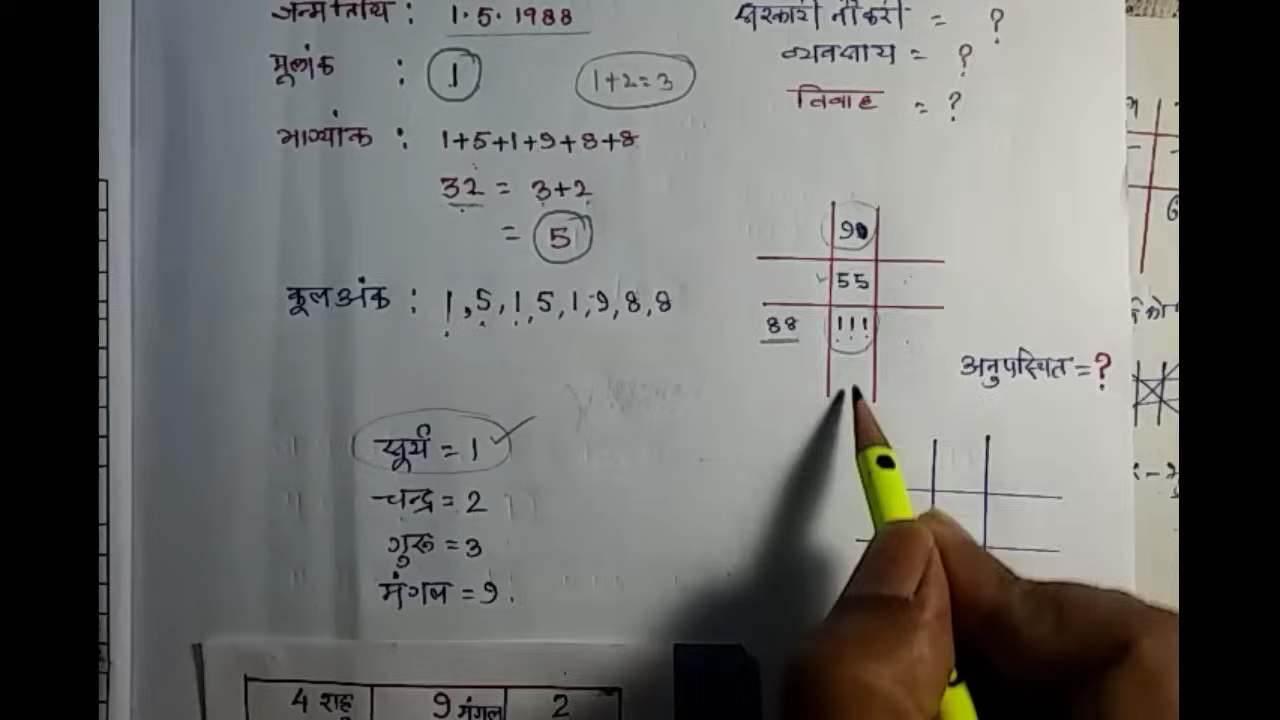 जन्मतिथि : 1.5.1988
मूलांक : 1
1+2=3
भाग्यांक : 1+5+1+9+8+8
32 = 3+2
= 5
कूल अंक : 1,5,1,5,1,9,8,8
सूर्य = 1
चन्द्र = 2
गुरू = 3
मंगल = 9.
सरकारी नौकरी = ?
व्यवसाय = ?
विवाह = ?
9
55
88 111
अनुपस्थित = ?
4 राहू 9 मंगल 2